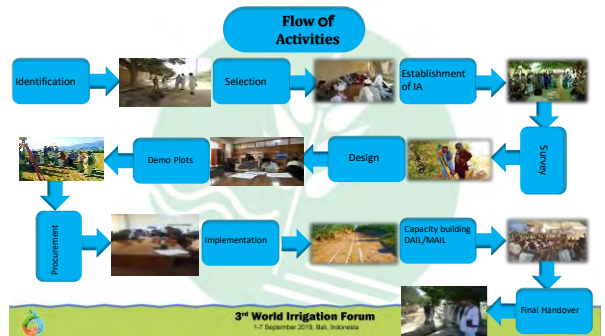 Flow of
Activities
Identification
Selection
Establishment
of IA
Survey
Design
Demo Plots
Procurement
Implementation
Capacity building
DAIL/MAIL
Final Handover
3rd World Irrigation Forum
1-7 September 2019, Bali, Indonesia